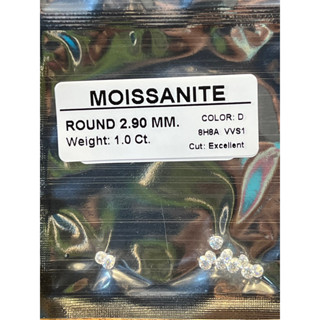 MOISSANITE
ROUND 2.90 MM.
COLOR: D
Weight: 1.0 Ct.
8H8A VVS1
Cut: Excellent